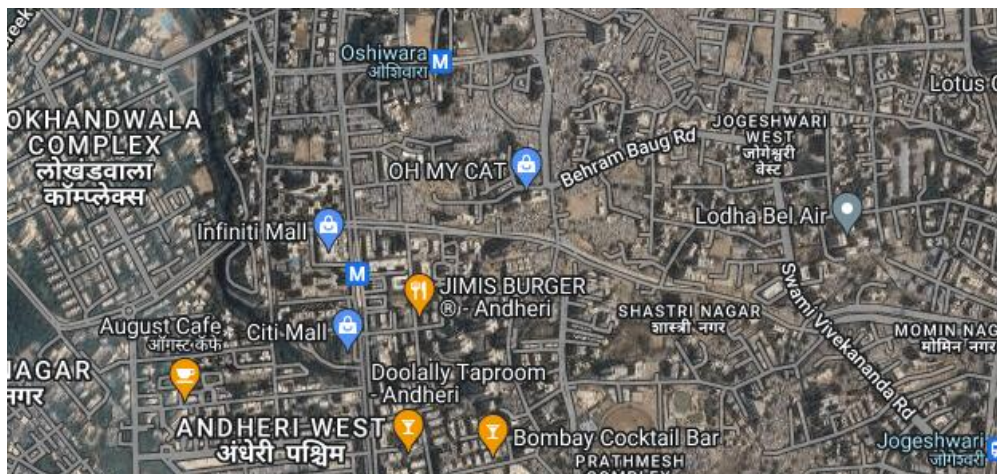 Creek
Oshiwara
ओशिवारा
M
OKHANDWALA
COMPLEX
लोखंडवाला
कॉम्प्लेक्स
OH MY CAT
Behram Baug Rd
JOGESHWARI
WEST
जोगेश्वरी
वेस्ट
Lotus
Infiniti Mall
Lodha Bel Air
M
JIMIS BURGER
® - Andheri
August Cafe
ऑगस्ट कॅफे
Citi Mall
SHASTRI NAGAR
शास्त्री नगर
Swami Vivekananda Rd
MOMIN NAG
मोमिन नगर
NAGAR
नगर
Doolally Taproom
- Andheri
ANDHERI WEST
अंधेरी पश्चिम
Bombay Cocktail Bar
PRATHMESH
Jogeshwari
जोगेश्वरी